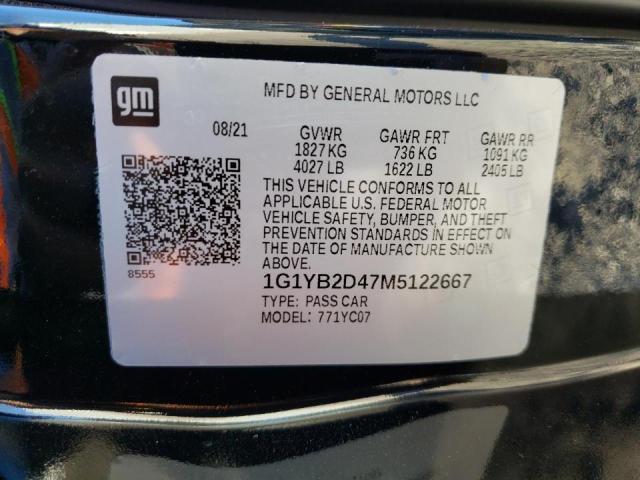 gm
MFD BY GENERAL MOTORS LLC
08/21 GVWR GAWR FRT GAWR RR
1827 KG 736 KG 1091 KG
4027 LB 1622 LB 2405 LB
THIS VEHICLE CONFORMS TO ALL
APPLICABLE U.S. FEDERAL MOTOR
VEHICLE SAFETY, BUMPER, AND THEFT
PREVENTION STANDARDS IN EFFECT ON
THE DATE OF MANUFACTURE SHOWN
ABOVE.
8555
1G1YB2D47M5122667
TYPE: PASS CAR
MODEL: 771YC07